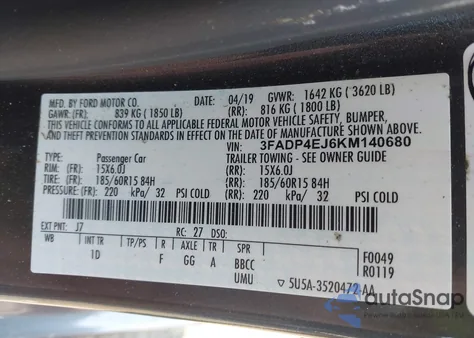 MFD. BY FORD MOTOR CO.
DATE: 04/19 GVWR: 1642 KG ( 3620 LB)
GAWR: (FR): 839 KG ( 1850 LB) (RR): 816 KG ( 1800 LB)
THIS VEHICLE CONFORMS TO ALL APPLICABLE FEDERAL MOTOR VEHICLE SAFETY, BUMPER,
AND THEFT PREVENTION STANDARDS IN EFFECT ON THE DATE OF MANUFACTURE SHOWN ABOVE.
VIN: 3FADP4EJ6KM140680
TYPE: Passenger Car TRAILER TOWING -- SEE OWNER GUIDE
RIM: (FR): 15X6.0J (RR): 15X6.0J
TIRE: (FR): 185/60R15 84H (RR): 185/60R15 84H
PRESSURE: (FR): 220 kPa/ 32 PSI COLD (RR): 220 kPa/ 32 PSI COLD
EXT PNT: J7 RC: 27 DSO:
WB INT TR TP/PS R AXLE TR SPR
1D F GG A BBCC
UMU
F0049
R0119
5U5A-3520472-AA
autoSnap